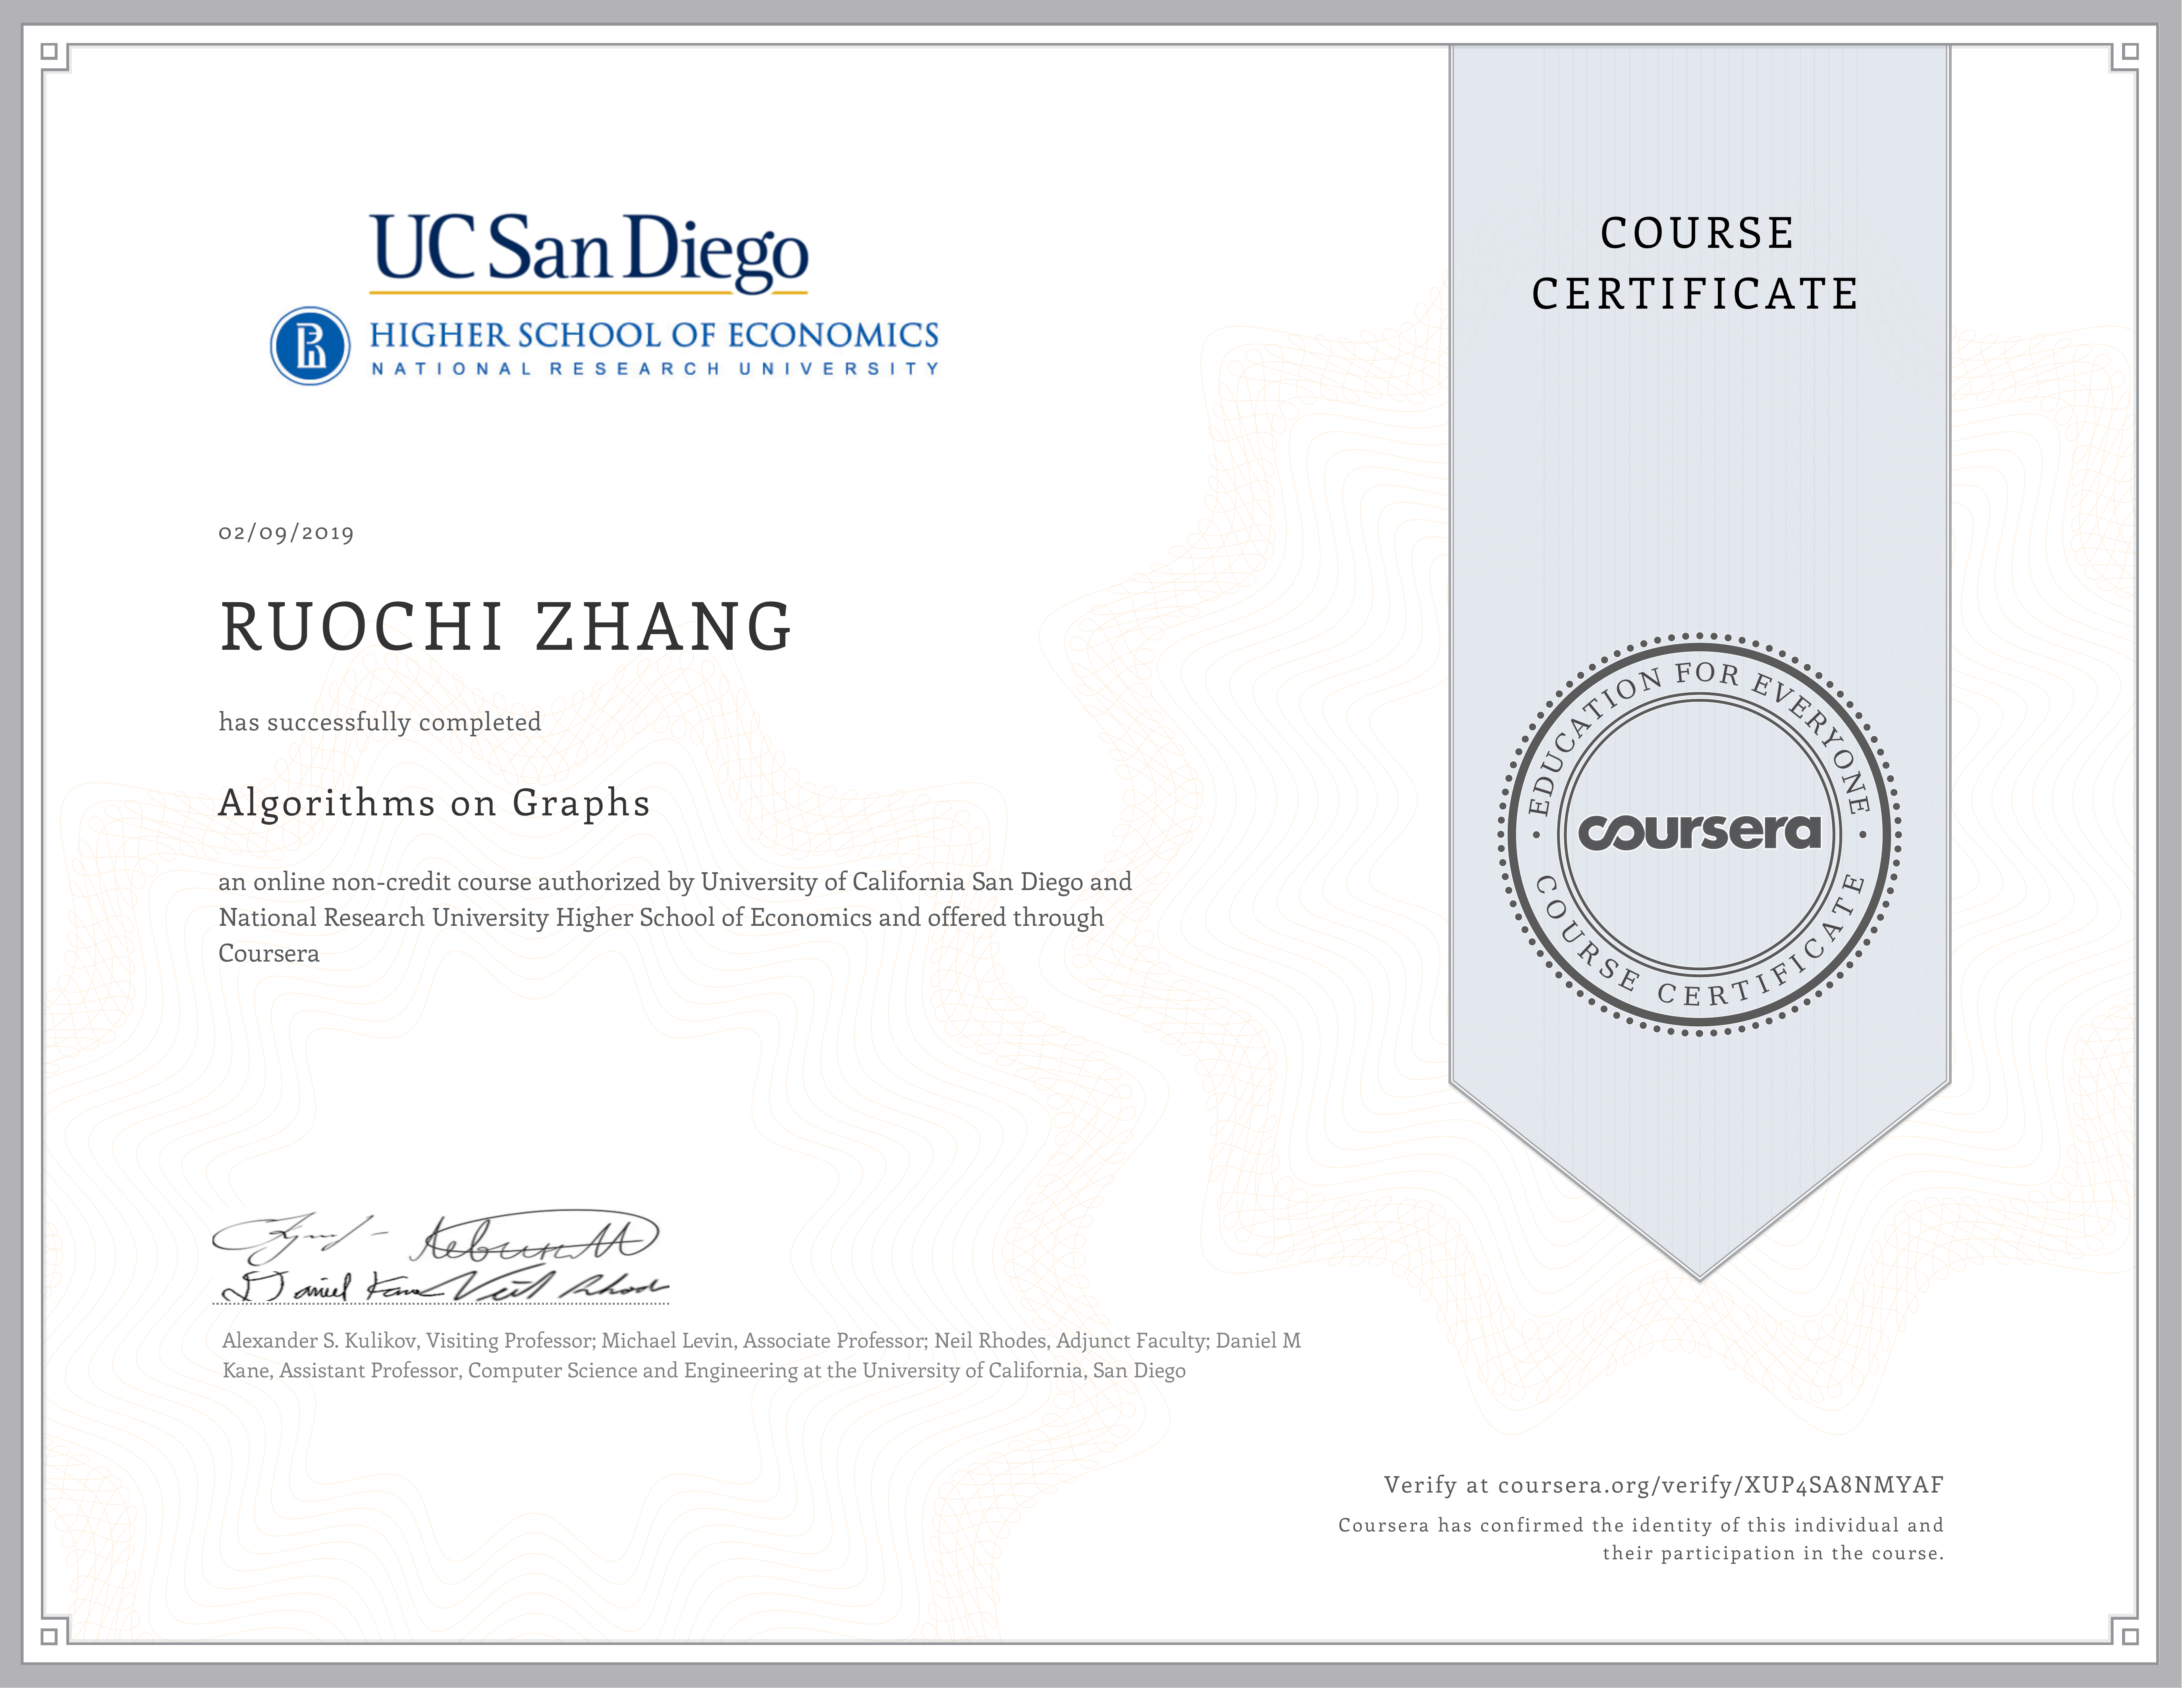 UC San Diego
HIGHER SCHOOL OF ECONOMICS
NATIONAL RESEARCH UNIVERSITY
COURSE
CERTIFICATE
02/09/2019
RUOCHI ZHANG
has successfully completed
Algorithms on Graphs
an online non-credit course authorized by University of California San Diego and
National Research University Higher School of Economics and offered through
Coursera
EDUCATION FOR EVERYONE
coursera
COURSE CERTIFICATE
Daniel Kane Neil Rhodes
Alexander S. Kulikov, Visiting Professor; Michael Levin, Associate Professor; Neil Rhodes, Adjunct Faculty; Daniel M
Kane, Assistant Professor, Computer Science and Engineering at the University of California, San Diego
Verify at coursera.org/verify/XUP4SA8NMYAF
Coursera has confirmed the identity of this individual and
their participation in the course.